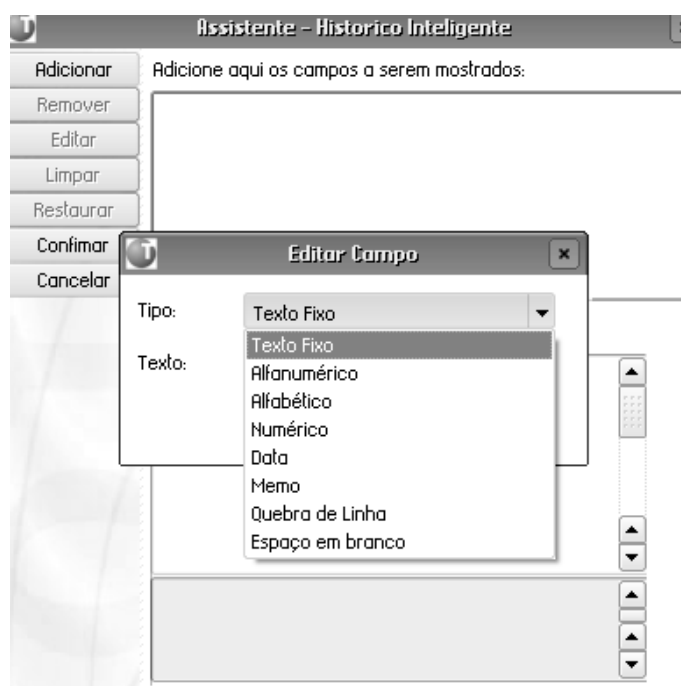 Assistente - Historico Inteligente
Adicionar
Remover
Editar
Limpar
Restaurar
Confimar
Cancelar
Adicione aqui os campos a serem mostrados:
Editar Campo
Tipo:
Texto Fixo
Texto:
Texto Fixo
Alfanumérico
Alfabético
Numérico
Data
Memo
Quebra de Linha
Espaço em branco